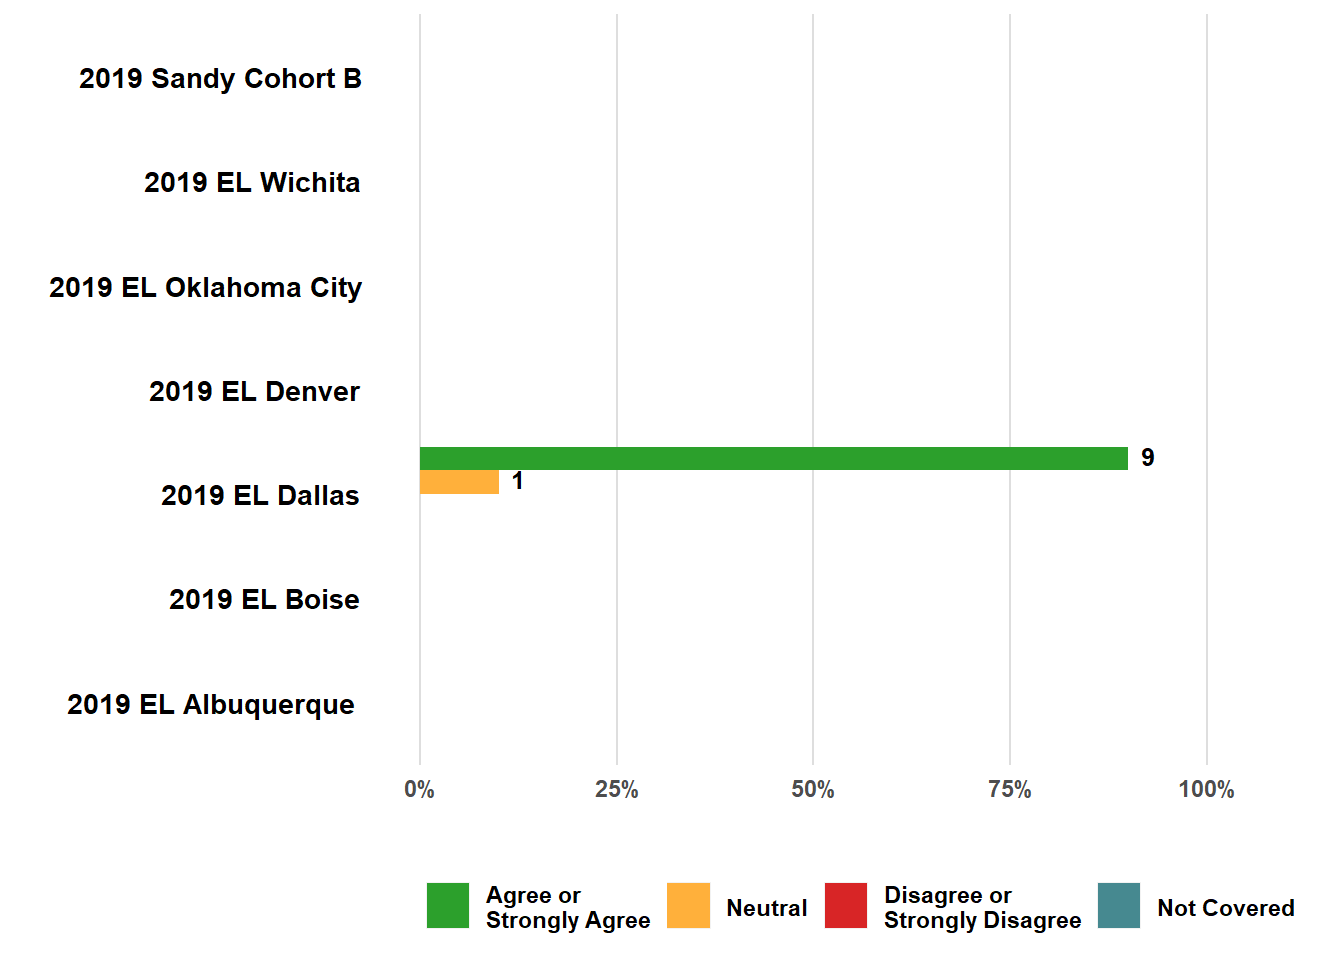 2019 Sandy Cohort B
2019 EL Wichita
2019 EL Oklahoma City
2019 EL Denver
9
1
2019 EL Dallas
2019 EL Boise
2019 EL Albuquerque
0% 25% 50% 75% 100%
Agree or
Strongly Agree
Neutral
Disagree or
Strongly Disagree
Not Covered